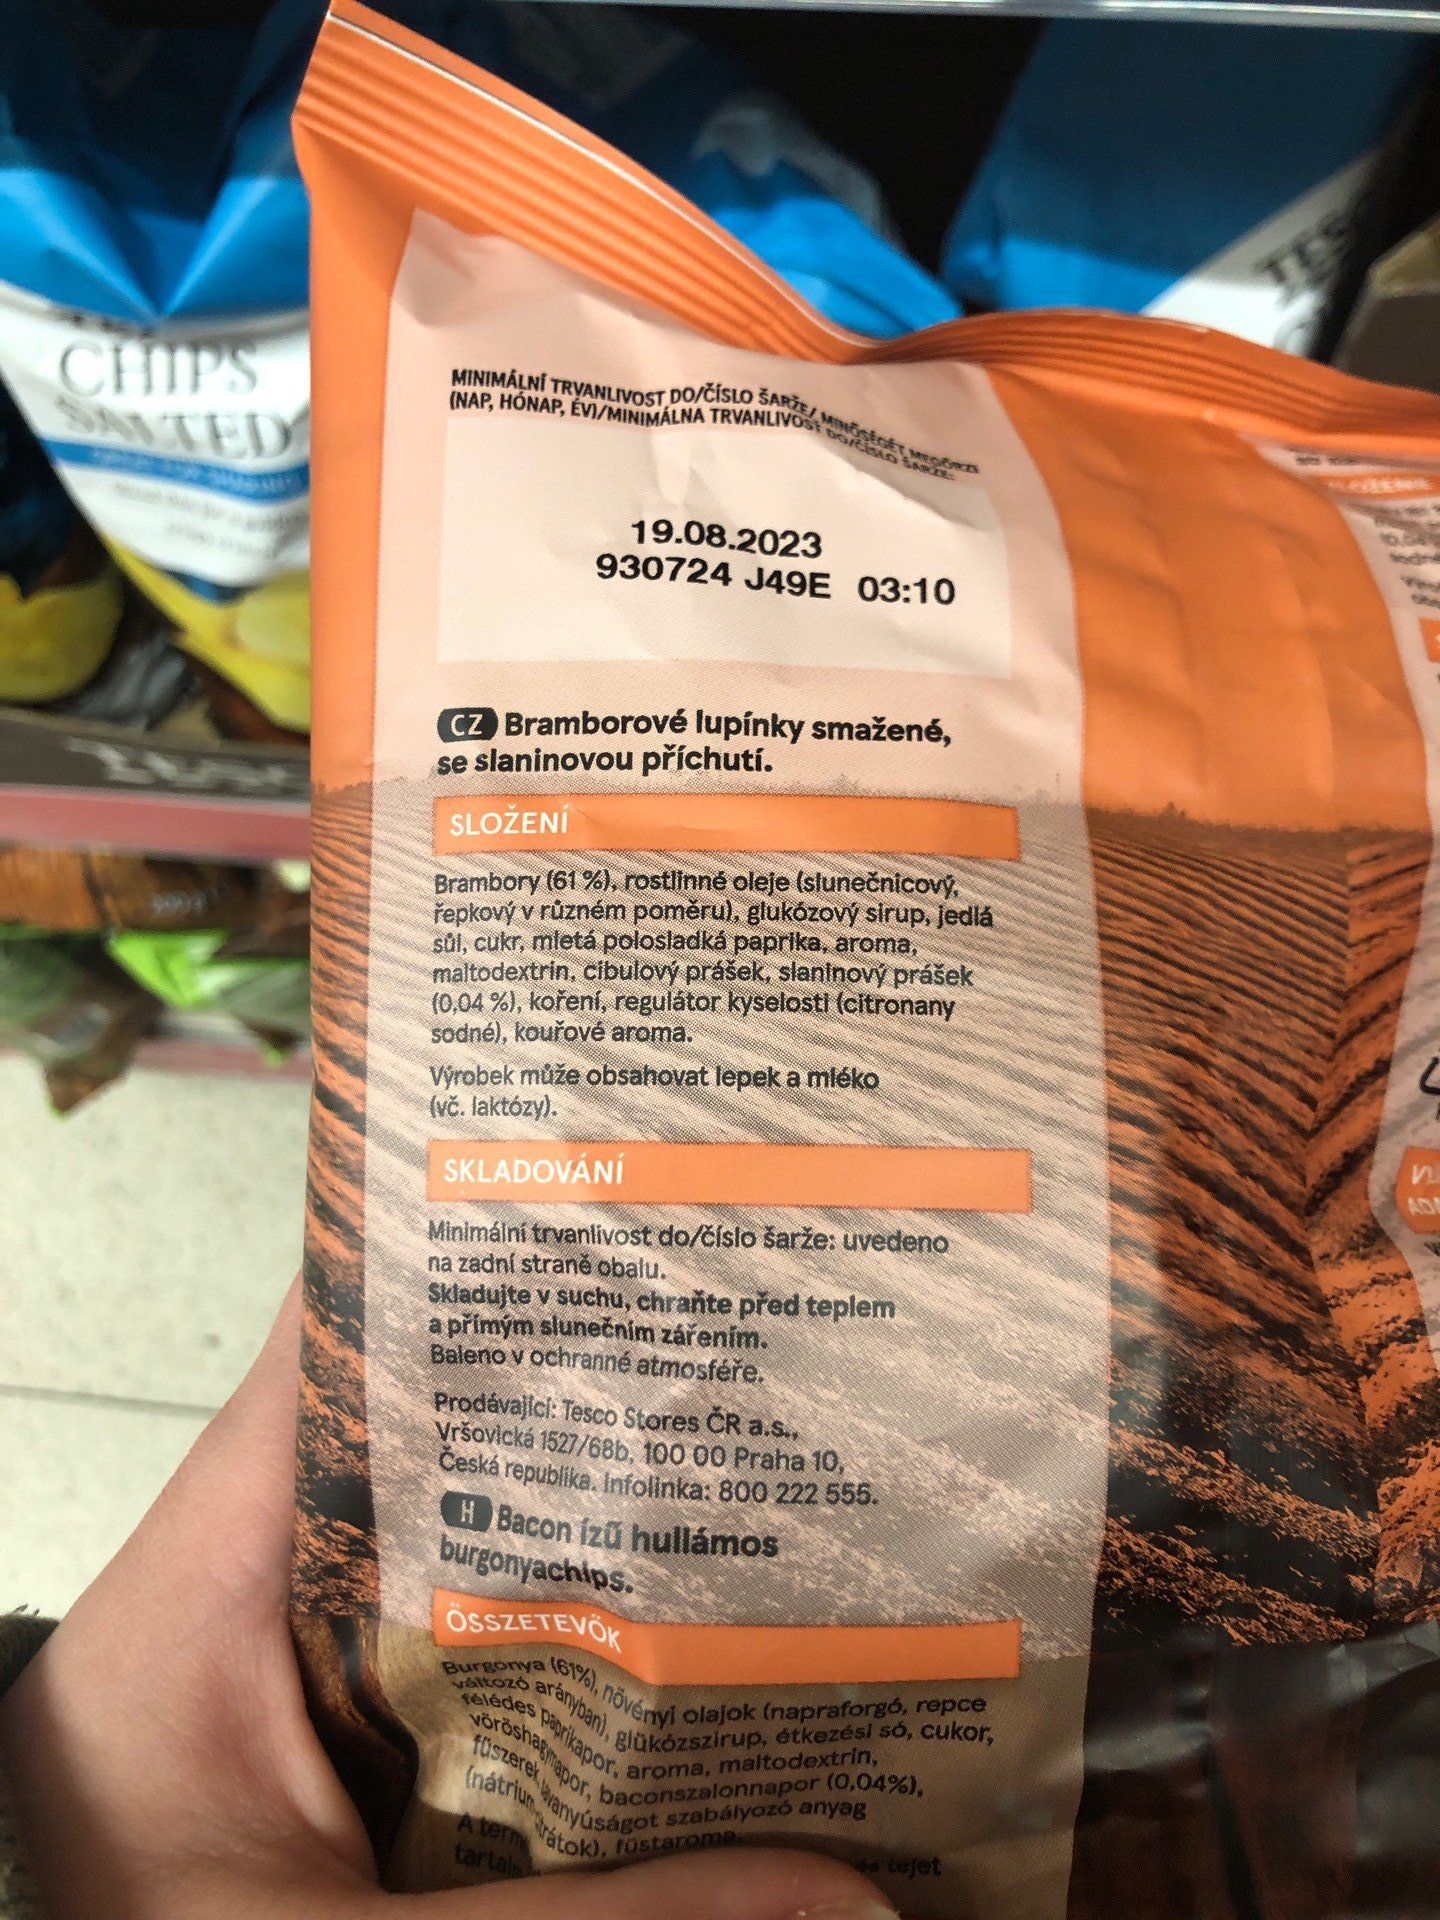 CHIPS
SALTED
TES
MINIMÁLNÍ TRVANLIVOST DO/ČÍSLO ŠARŽE/ MINŐSÉGÉT MEGŐRZI
(NAP, HÓNAP, ÉV)/MINIMÁLNA TRVANLIVOSŤ DO/ČÍSLO ŠARŽE:
19.08.2023
930724 J49E 03:10
CZ Bramborové lupínky smažené,
se slaninovou příchutí.
SLOŽENÍ
Brambory (61 %), rostlinné oleje (slunečnicový,
řepkový v různém poměru), glukózový sirup, jedlá
sůl, cukr, mletá polosladká paprika, aroma,
maltodextrin, cibulový prášek, slaninový prášek
(0,04 %), koření, regulátor kyselosti (citronany
sodné), kouřové aroma.
Výrobek může obsahovat lepek a mléko
(vč. laktózy).
SKLADOVÁNÍ
Minimální trvanlivost do/číslo šarže: uvedeno
na zadní straně obalu.
Skladujte v suchu, chraňte před teplem
a přímým slunečním zářením.
Baleno v ochranné atmosféře.
Prodávající: Tesco Stores ČR a.s.,
Vršovická 1527/68b, 100 00 Praha 10,
Česká republika. Infolinka: 800 222 555.
H Bacon ízű hullámos
burgonyachips.
ÖSSZETEVŐK
Burgonya (61%), növényi olajok (napraforgó, repce
változó arányban), glükózszirup, étkezési só, cukor,
félédes paprikapor, aroma, maltodextrin,
vöröshagymapor, baconszalonnapor (0,04%),
fűszerek, savanyúságot szabályozó anyag
(nátrium-citrátok), füstaroma.
A
tejet